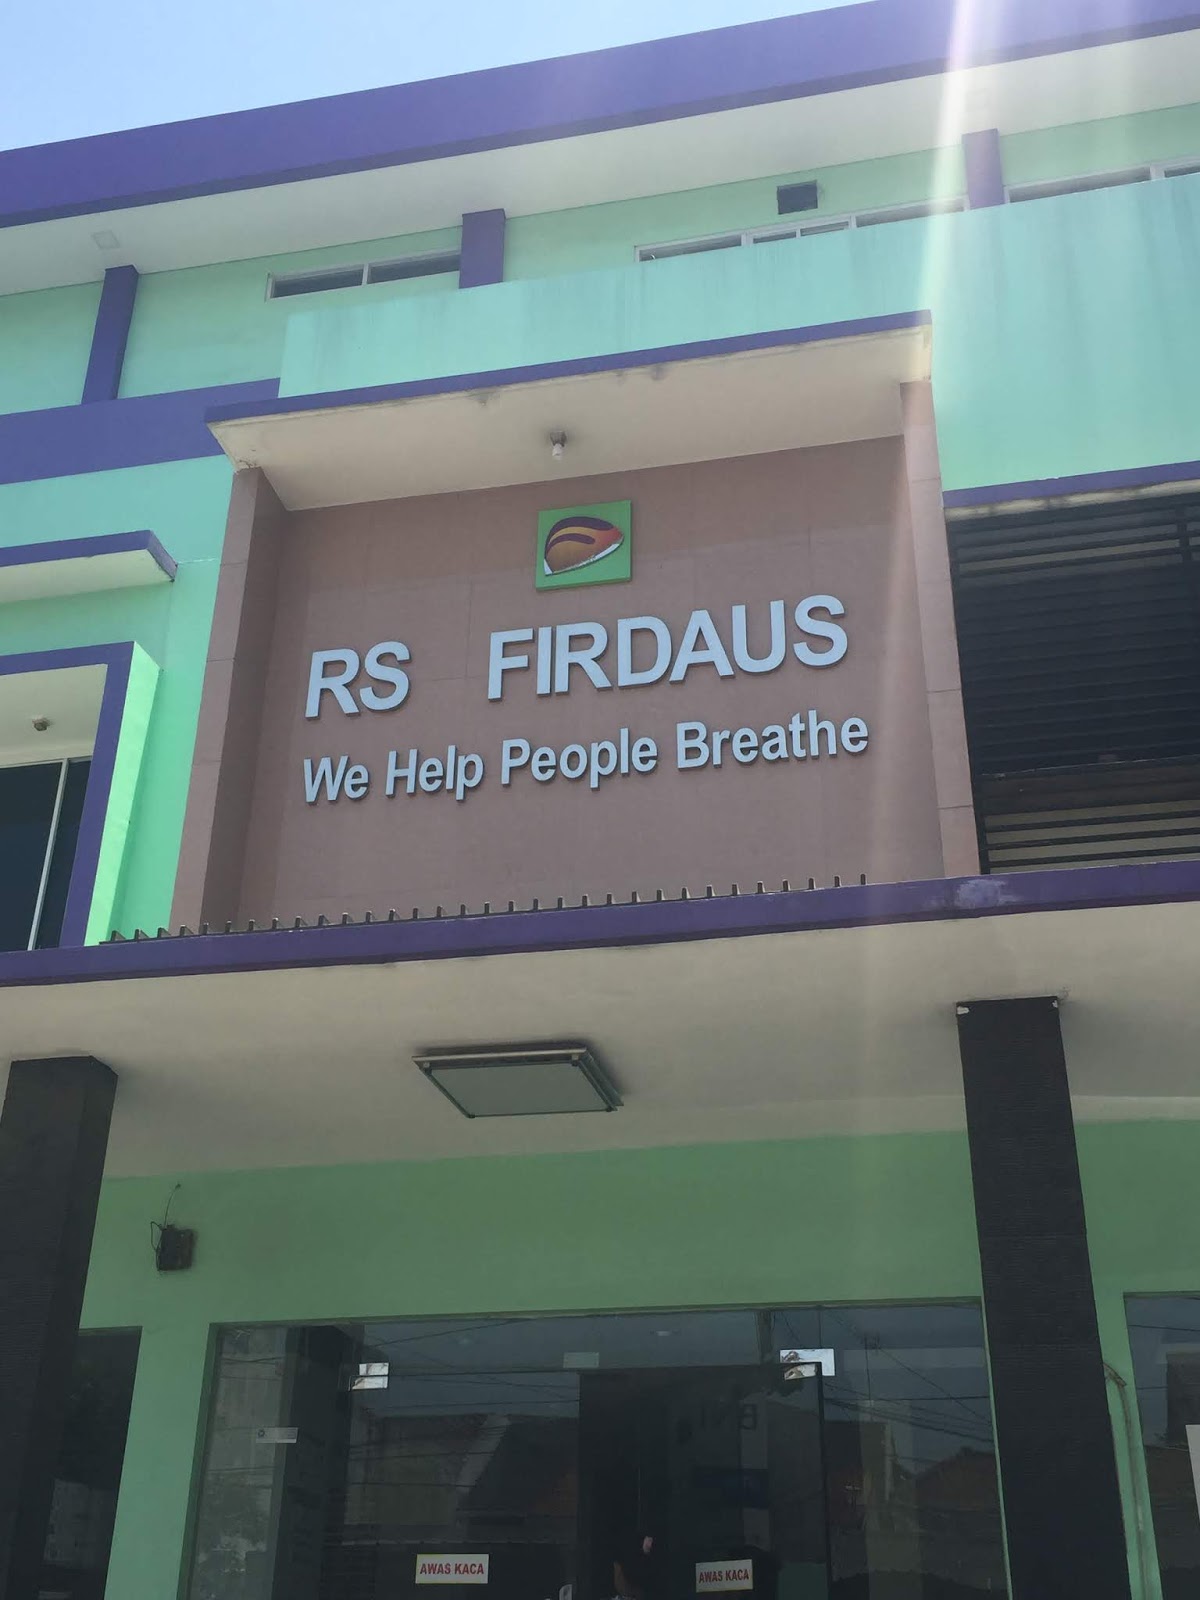 RS FIRDAUS
We Help People Breathe
AWAS KACA
AWAS KACA